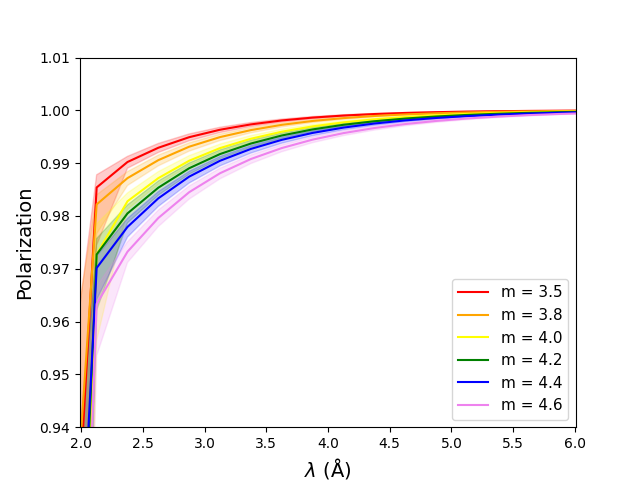 1.01
1.00
0.99
0.98
0.97
0.96
0.95
0.94
Polarization
2.0 2.5 3.0 3.5 4.0 4.5 5.0 5.5 6.0
λ (Å)
m = 3.5
m = 3.8
m = 4.0
m = 4.2
m = 4.4
m = 4.6